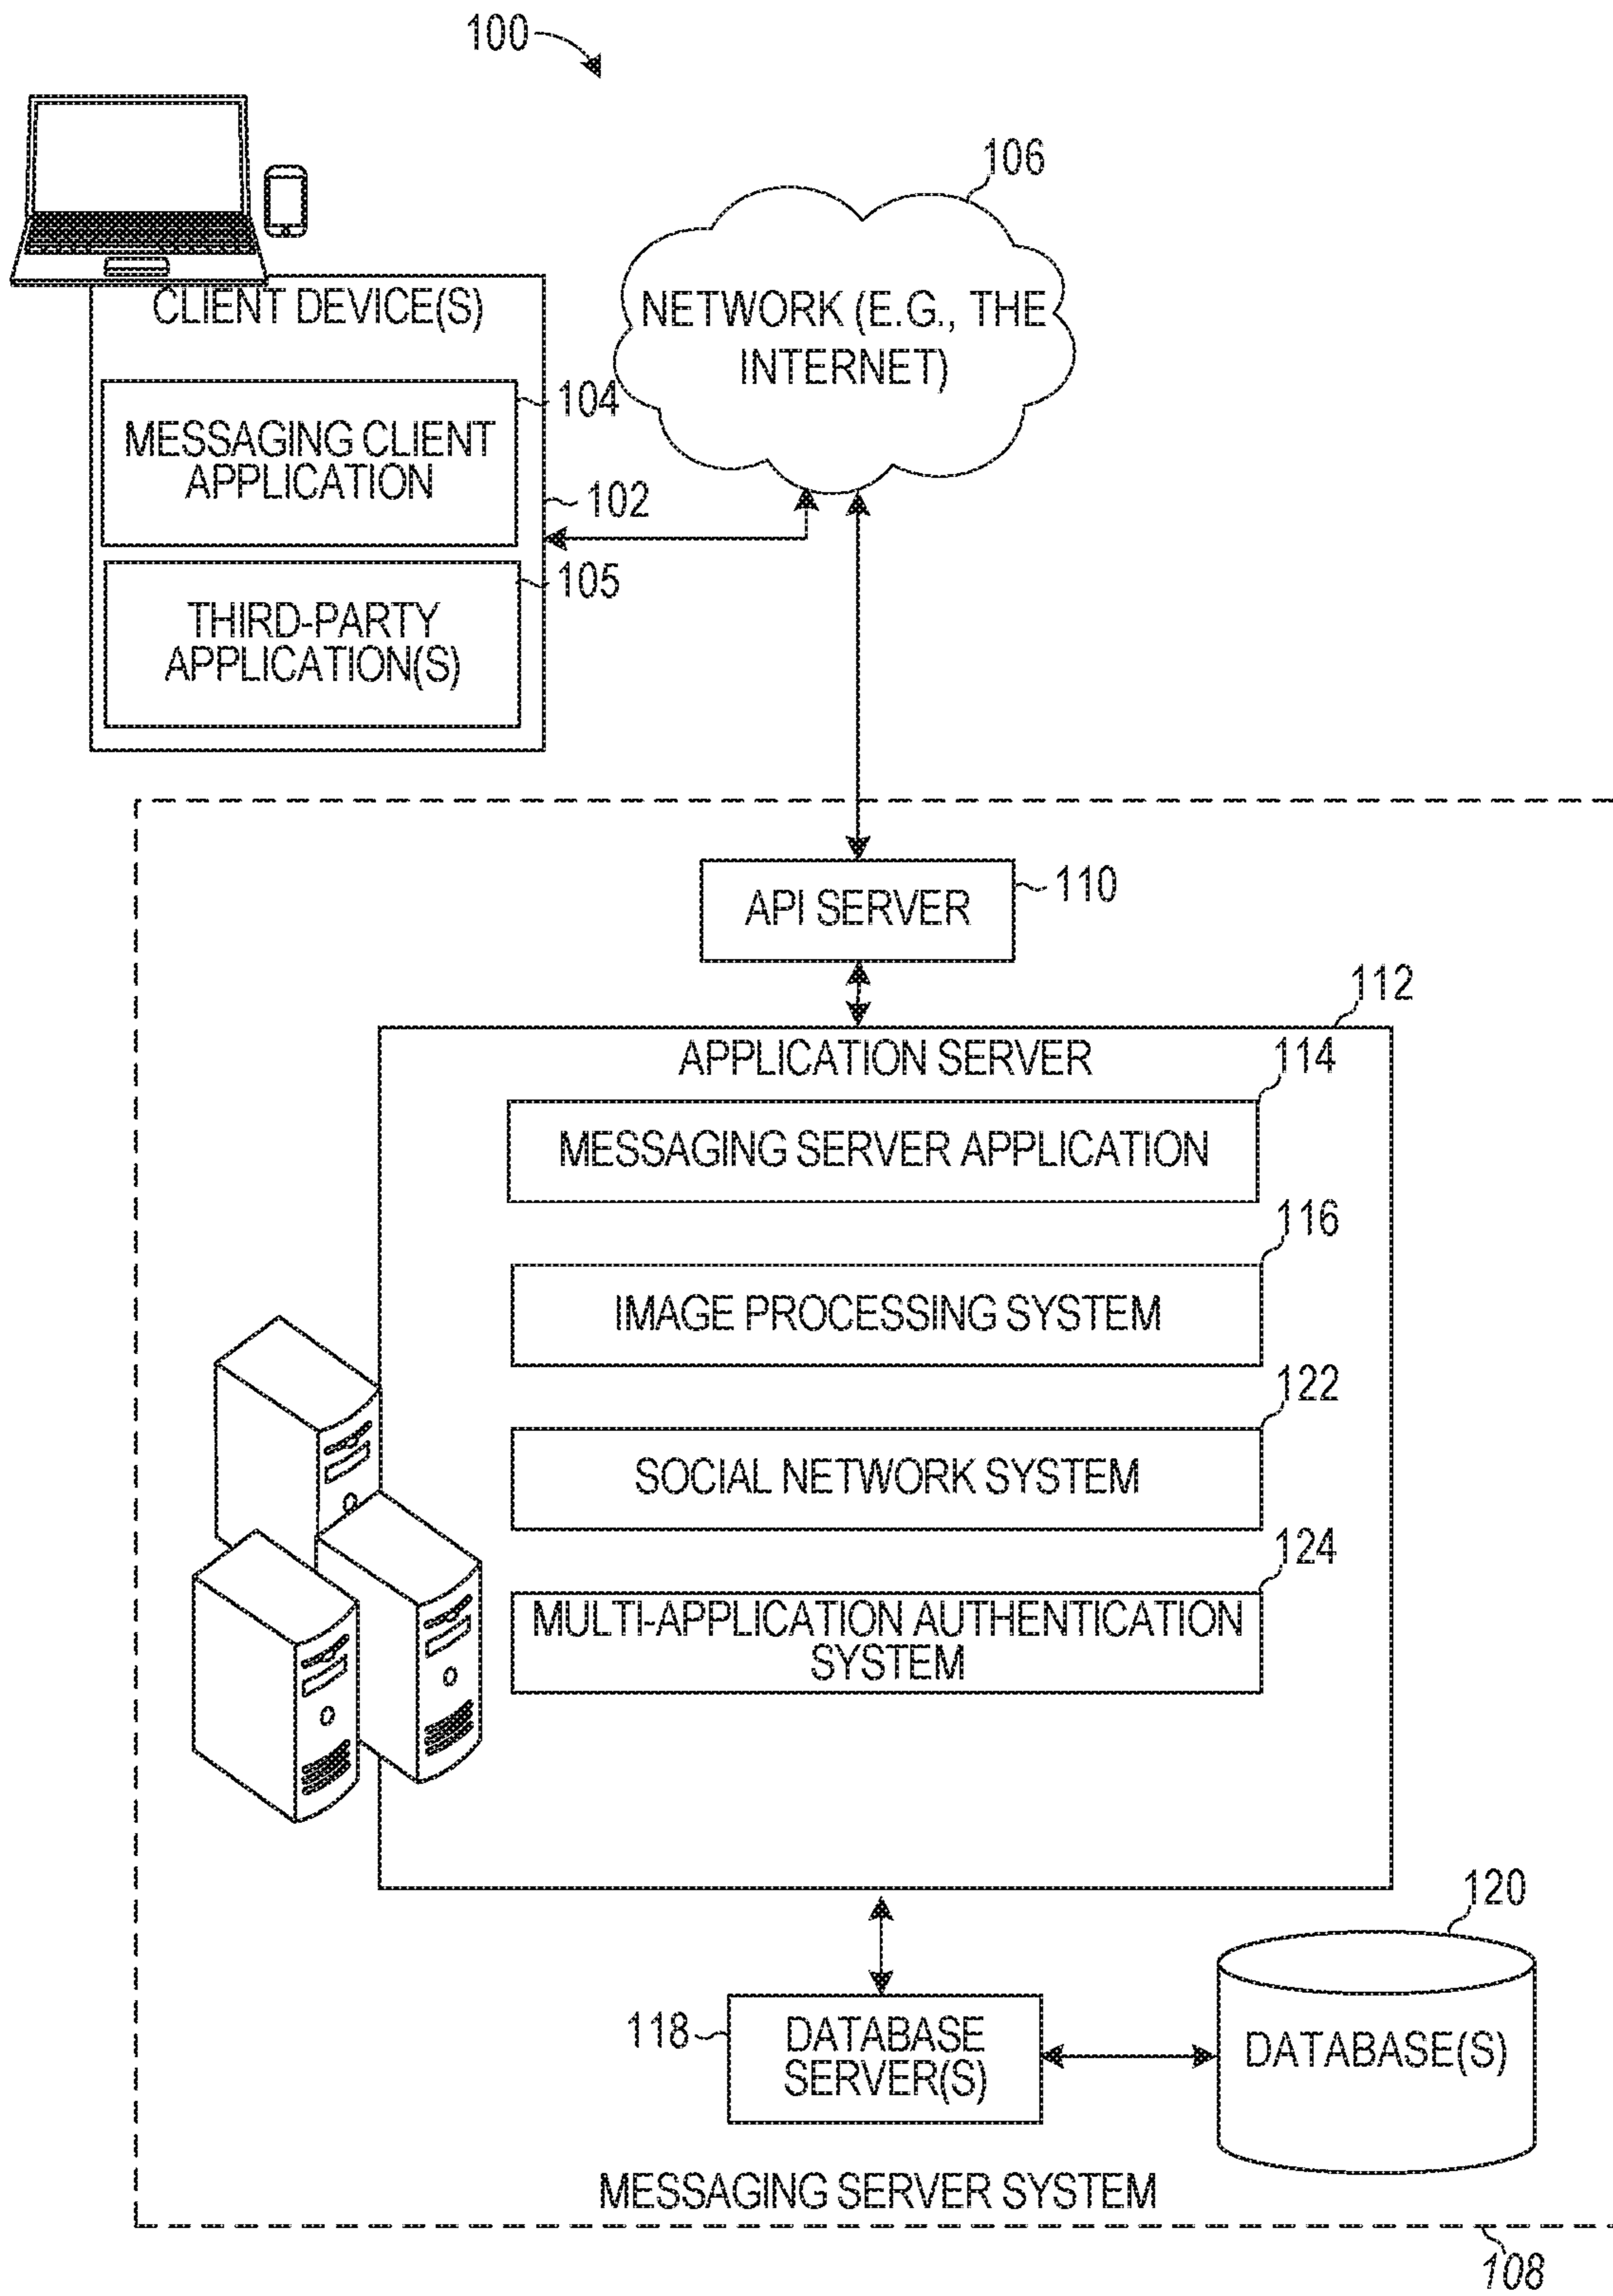 100
106
CLIENT DEVICE(S)
NETWORK (E.G., THE
INTERNET)
104
MESSAGING CLIENT
APPLICATION
102
105
THIRD-PARTY
APPLICATION(S)
110
API SERVER
112
APPLICATION SERVER
114
MESSAGING SERVER APPLICATION
116
IMAGE PROCESSING SYSTEM
122
SOCIAL NETWORK SYSTEM
124
MULTI-APPLICATION AUTHENTICATION
SYSTEM
120
118
DATABASE
SERVER(S)
DATABASE(S)
MESSAGING SERVER SYSTEM
108